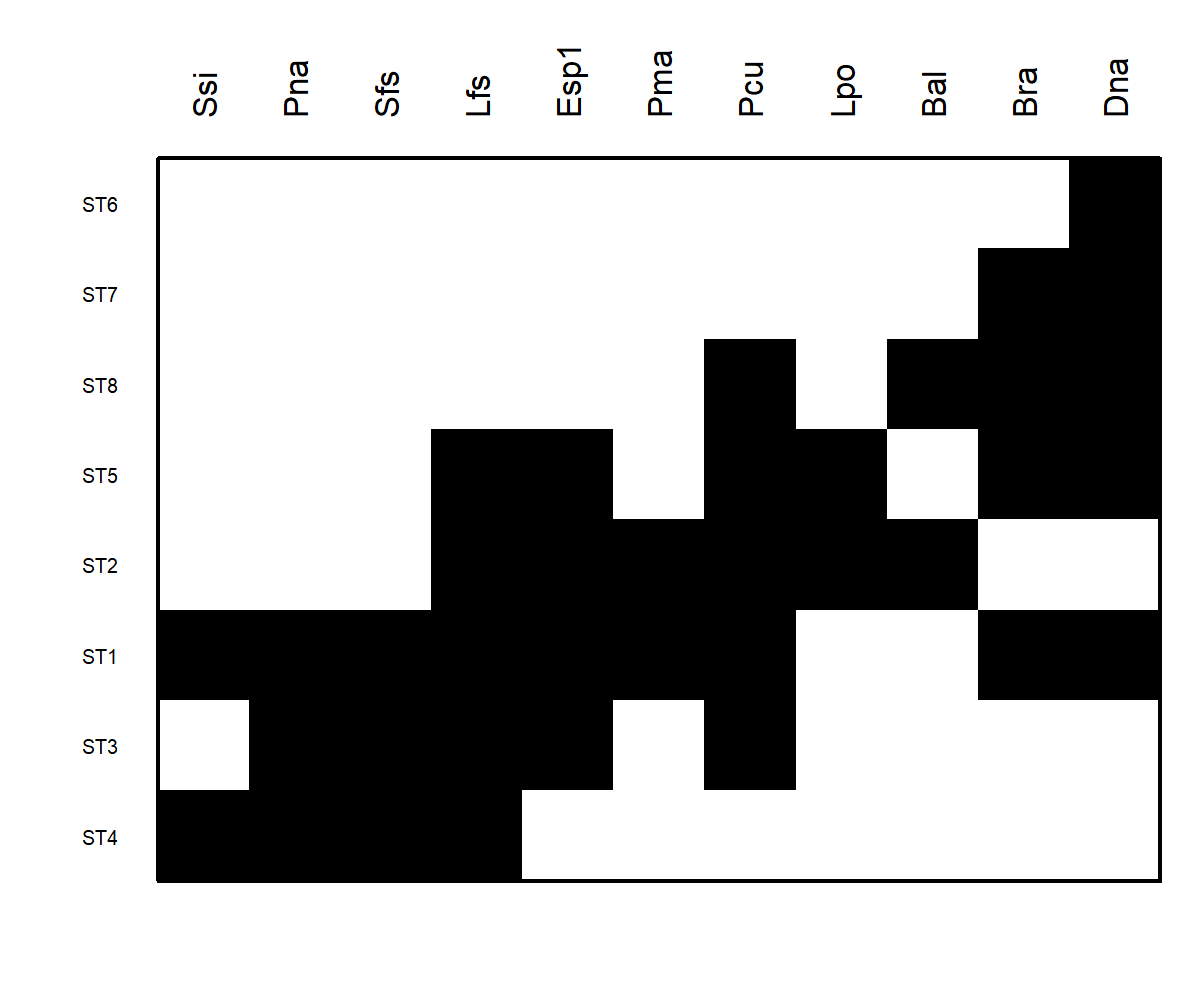 Ssi Pna Sfs Lfs Esp1 Pma Pcu Lpo Bal Bra Dna
ST6
ST7
ST8
ST5
ST2
ST1
ST3
ST4